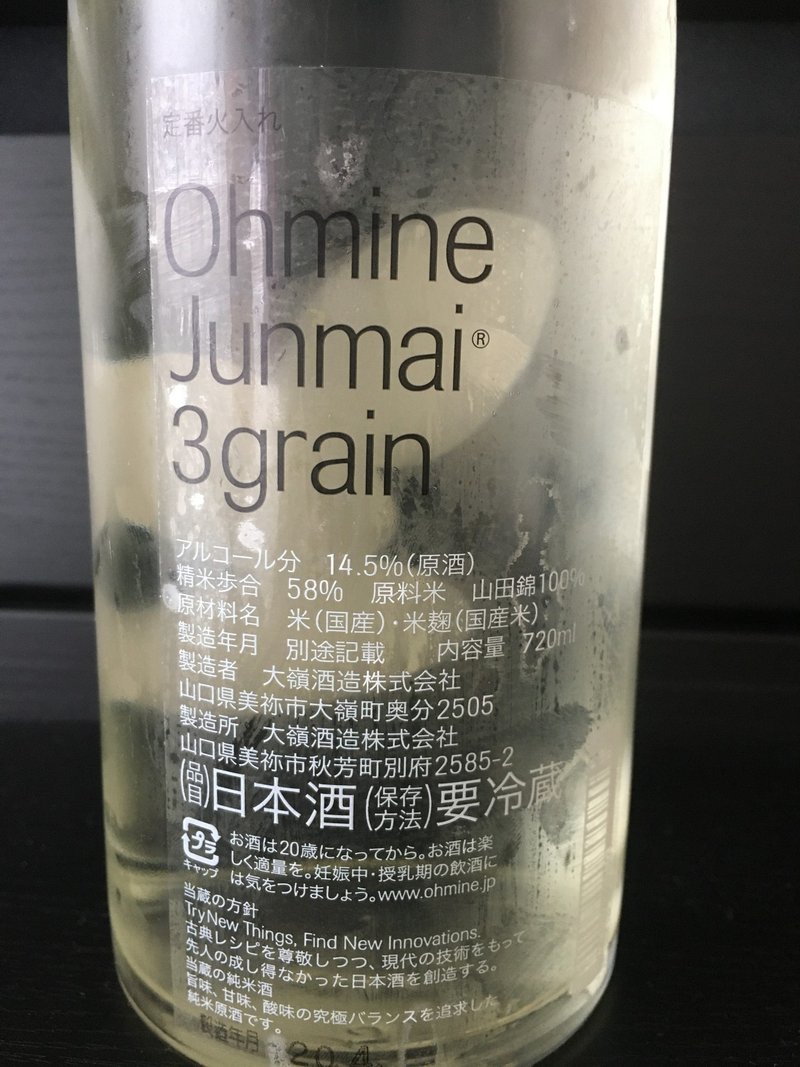 定番火入れ
Ohmine
Junmai®
3grain
アルコール分 14.5%(原酒)
精米歩合 58% 原料米 山田錦100%
原材料名 米(国産)・米麹(国産米)
製造年月 別途記載 内容量 720ml
製造者 大嶺酒造株式会社
山口県美祢市大嶺町奥分2505
製造所 大嶺酒造株式会社
山口県美祢市秋芳町別府2585-2
(品目)日本酒(保存方法)要冷蔵
プラ
キャップ
お酒は20歳になってから。お酒は楽
しく適量を。妊娠中・授乳期の飲酒に
は気をつけましょう。www.ohmine.jp
当蔵の方針
TryNew Things, Find New Innovations.
古典レシピを尊敬しつつ、現代の技術をもって
先人の成し得なかった日本酒を創造する。
当蔵の純米酒
旨味、甘味、酸味の究極バランスを追求した
純米原酒です。
製造年月